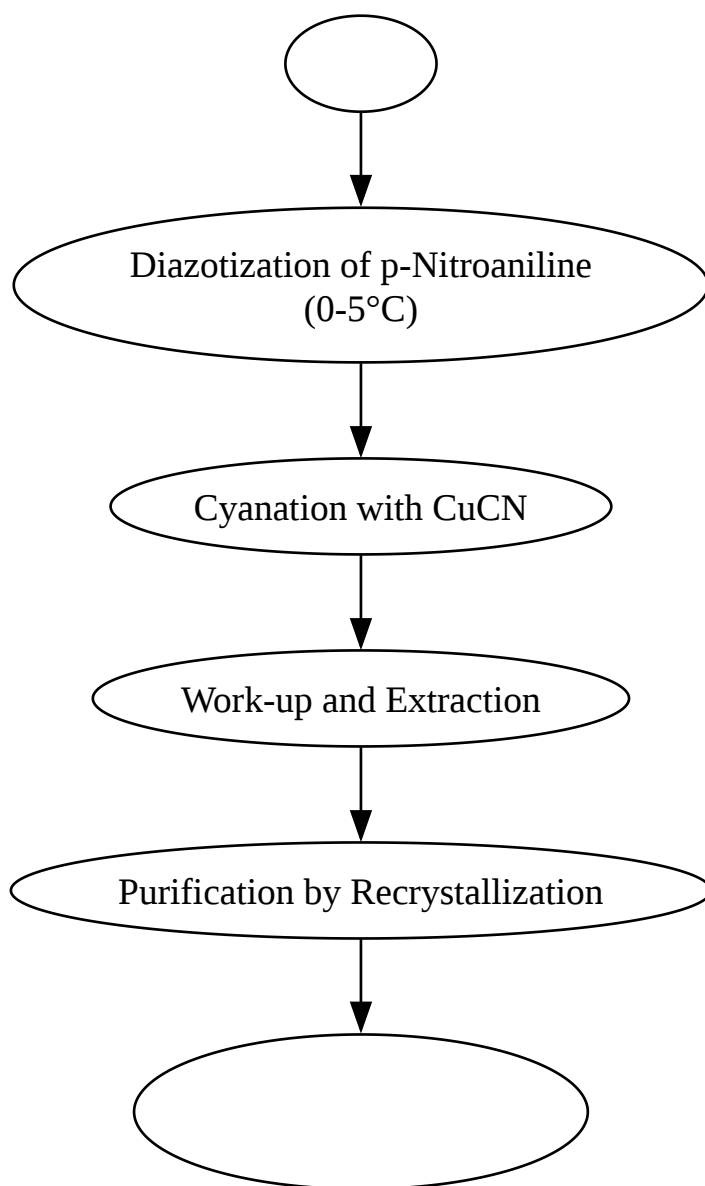 Diazotization of p-Nitroaniline
(0-5°C)
Cyanation with CuCN
Work-up and Extraction
Purification by Recrystallization